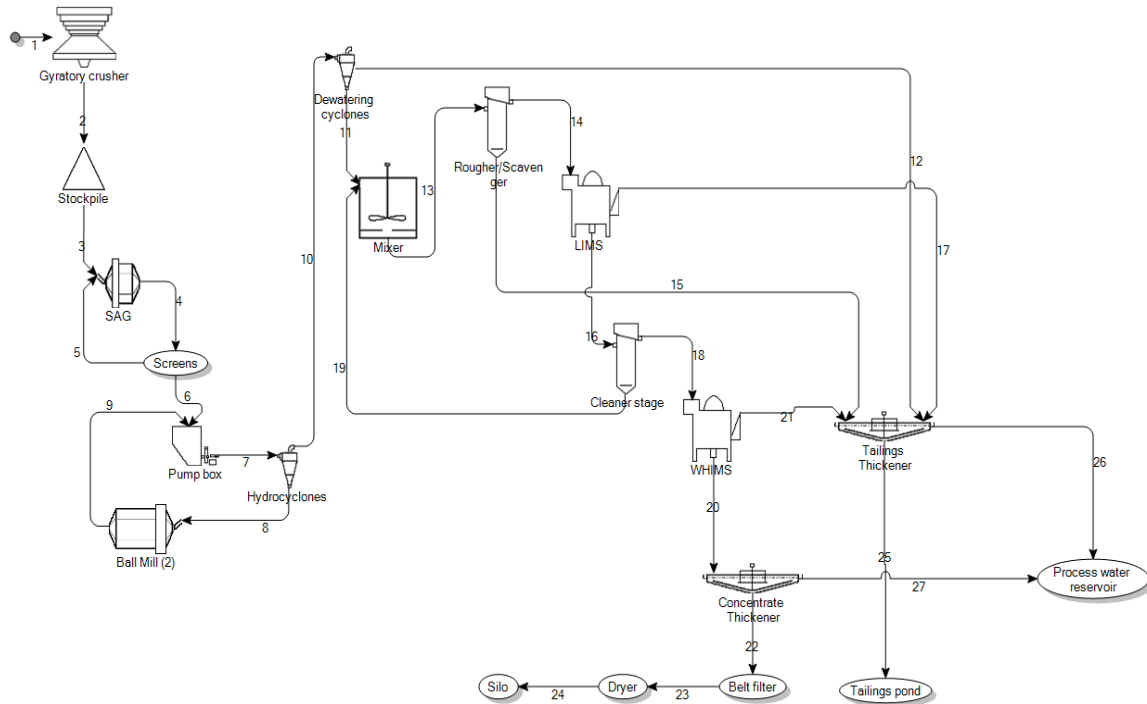 1
Gyratory crusher
2
Stockpile
3
SAG
4
5
Screens
6
9
Pump box
7
Hydrocyclones
8
Ball Mill (2)
10
Dewatering
cyclones
11
12
Mixer
13
Rougher/Scaven
ger
14
LIMS
15
17
16
18
19
Cleaner stage
WHIMS
21
Tailings
Thickener
20
26
25
Concentrate
Thickener
27
Process water
reservoir
22
Silo
24
Dryer
23
Belt filter
Tailings pond